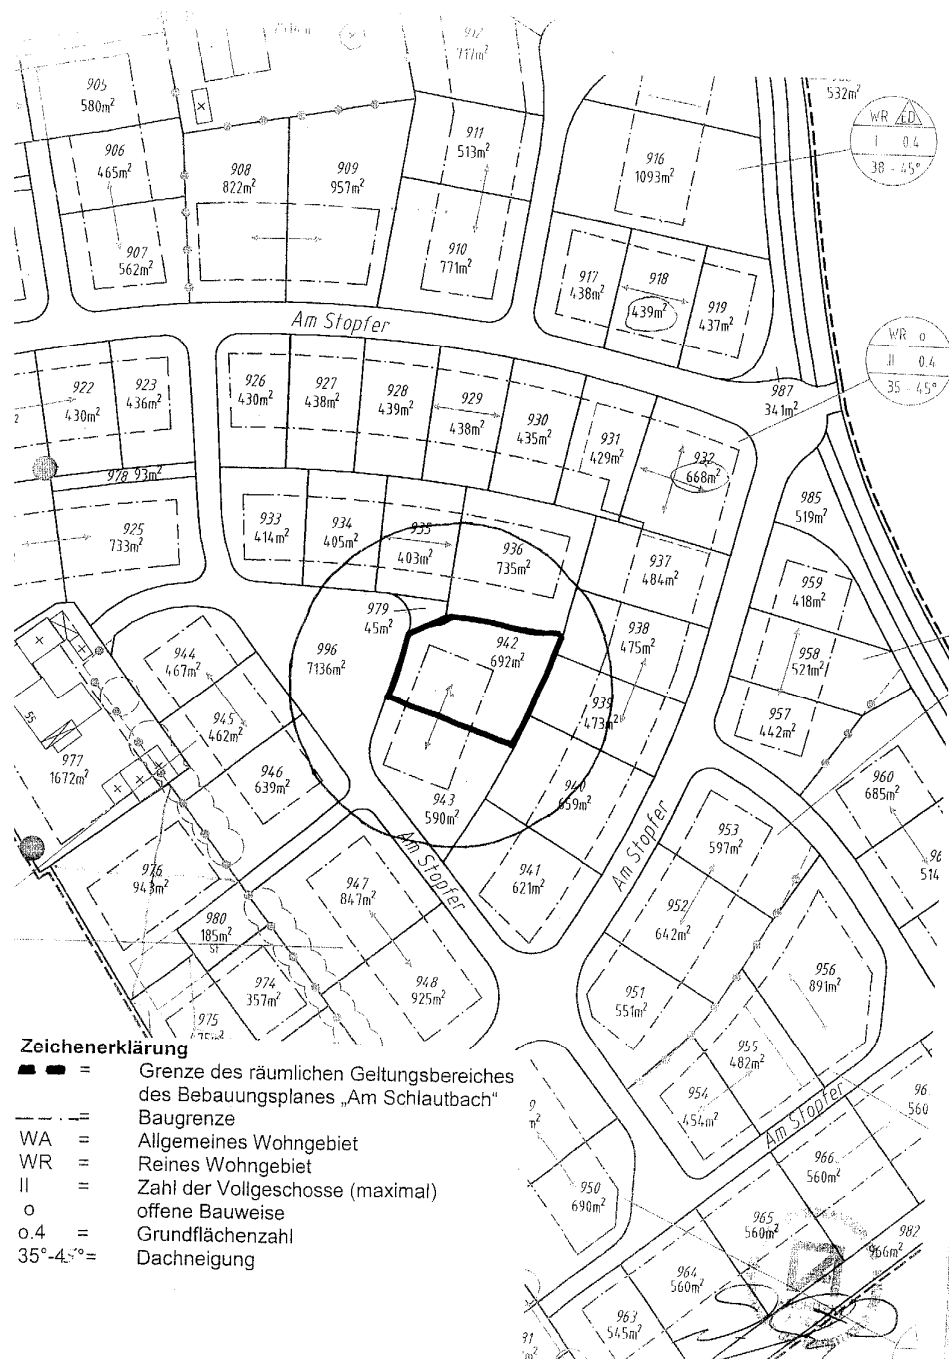 912
717m²
905
580m²
532m²
WR ED
I 0.4
38 - 45°
906
465m²
908
822m²
909
957m²
911
513m²
916
1093m²
907
562m²
910
771m²
917
438m²
918
439m²
919
437m²
Am Stopfer
WR o
II 0.4
35 - 45°
922
430m²
923
436m²
926
430m²
927
438m²
928
439m²
929
438m²
930
435m²
931
429m²
932
668m²
987
341m²
978 93m²
925
733m²
933
414m²
934
405m²
935
403m²
936
735m²
937
484m²
985
519m²
959
418m²
979
45m²
996
7136m²
942
692m²
938
475m²
958
521m²
944
467m²
945
462m²
939
473m²
957
442m²
55
977
1672m²
946
639m²
943
590m²
940
659m²
960
685m²
Am Stopfer
Am Stopfer
953
597m²
941
621m²
514
976
943m²
947
847m²
952
642m²
980
185m²
St
974
357m²
948
925m²
951
551m²
956
891m²
975
955
482m²
954
454m²
Am Stopfer
560
966
560m²
950
690m²
965
560m²
982
966m²
964
560m²
963
545m²
Zeichenerklärung
= Grenze des räumlichen Geltungsbereiches
des Bebauungsplanes „Am Schlautbach“
= Baugrenze
WA = Allgemeines Wohngebiet
WR = Reines Wohngebiet
II = Zahl der Vollgeschosse (maximal)
o offene Bauweise
o.4 = Grundflächenzahl
35°-45°= Dachneigung